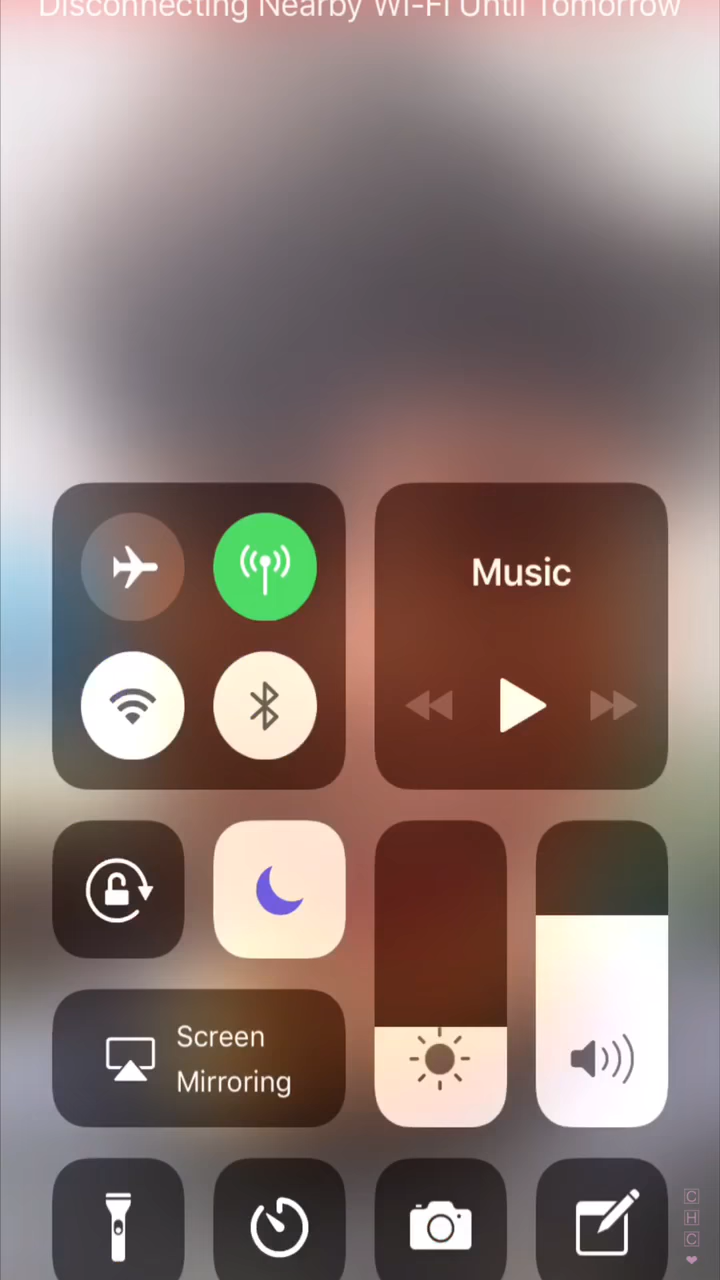 Disconnecting Nearby Wi-Fi Until Tomorrow
Music
Screen
Mirroring
C
H
C
❤